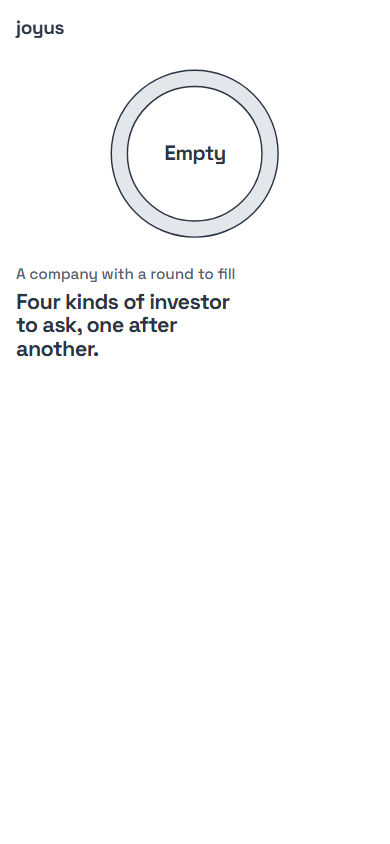 joyus
Empty
A company with a round to fill
Four kinds of investor
to ask, one after
another.